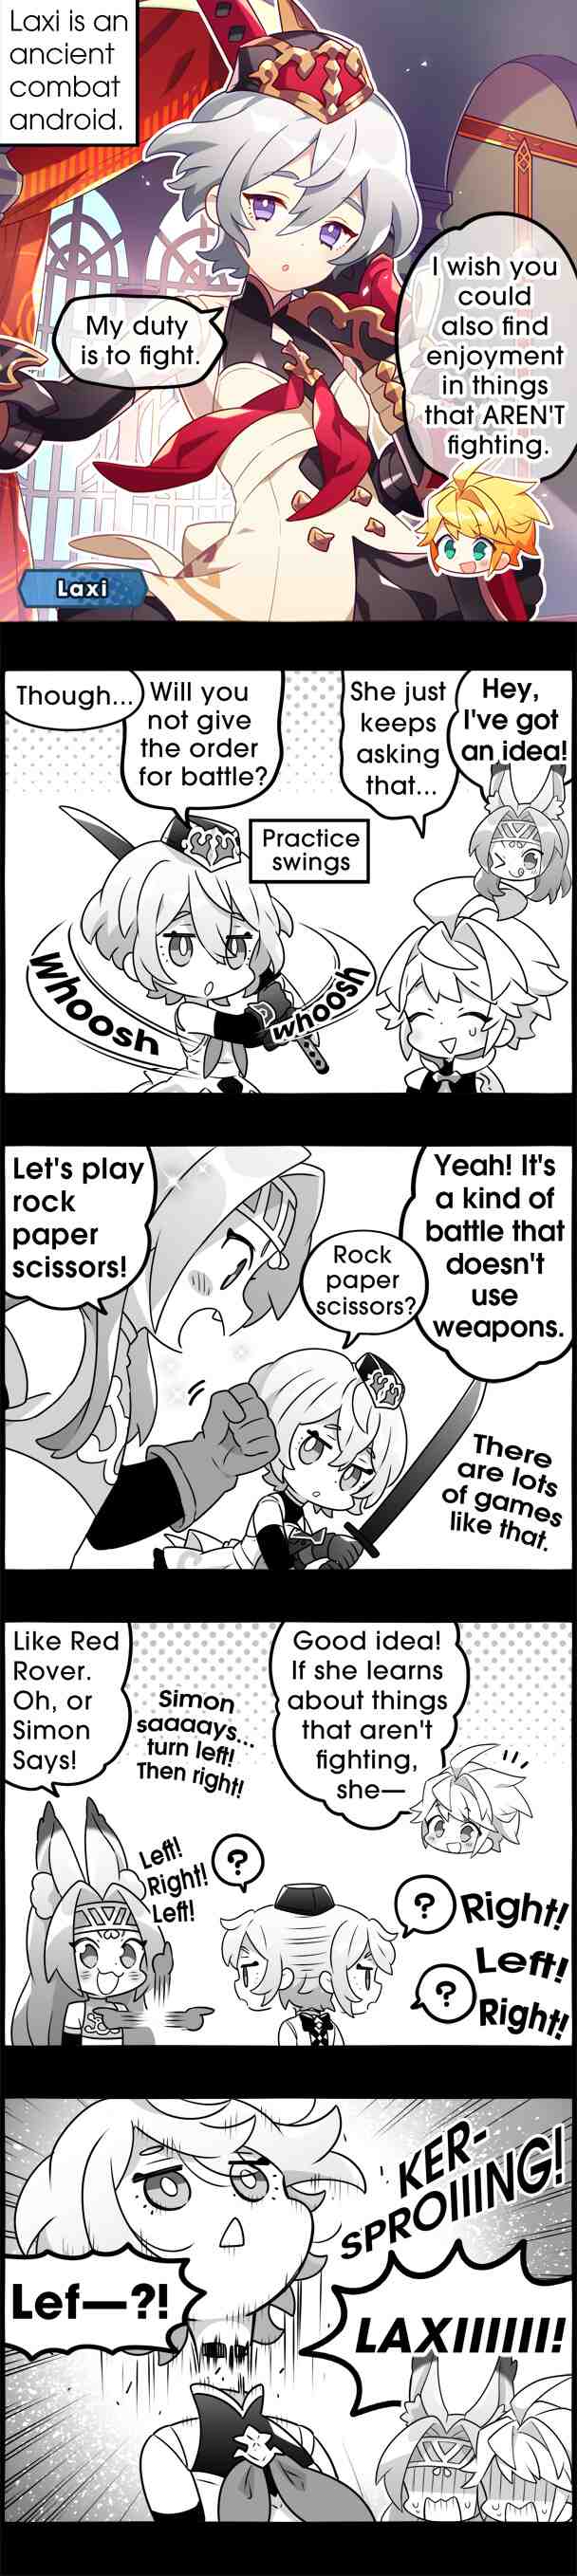 Laxi is an
ancient
combat
android.
I wish you
could
also find
enjoyment
in things
that AREN'T
fighting.
My duty
is to fight.
Laxi
Though...
Will you
not give
the order
for battle?
She just
keeps
asking
that...
Hey,
I've got
an idea!
Practice
swings
Whoosh
whoosh
Let's play
rock
paper
scissors!
Rock
paper
scissors?
Yeah! It's
a kind of
battle that
doesn't
use
weapons.
There
are lots
of games
like that.
Like Red
Rover.
Oh, or
Simon
Says!
Simon
saaaays...
turn left!
Then right!
Good idea!
If she learns
about things
that aren't
fighting,
she—
Left!
Right!
Left!
?
?
Right!
Left!
?
Right!
KER-
SPROIIING!
Lef—?!
LAXIIIIII!